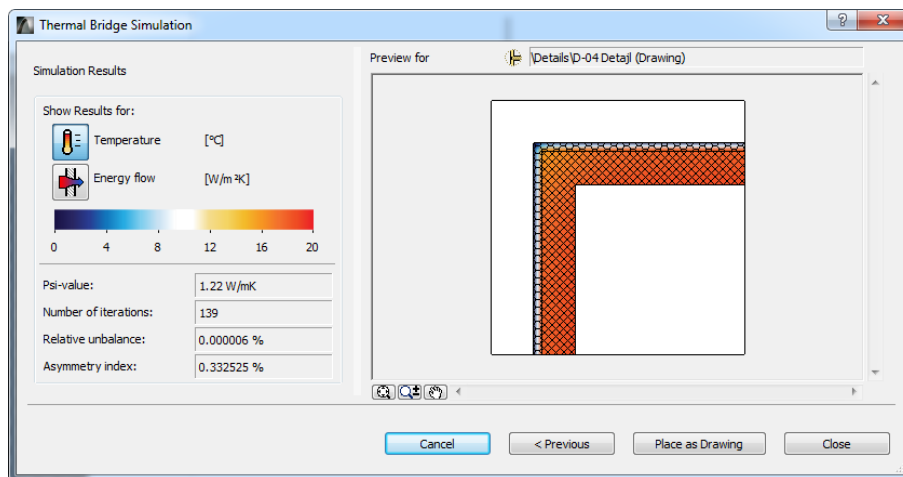 Thermal Bridge Simulation
Simulation Results
Preview for
\Details\D-04 Detajl (Drawing)
Show Results for:
Temperature [°C]
Energy flow [W/m ²K]
0 4 8 12 16 20
Psi-value: 1.22 W/mK
Number of iterations: 139
Relative unbalance: 0.000006 %
Asymmetry index: 0.332525 %
Cancel
< Previous
Place as Drawing
Close